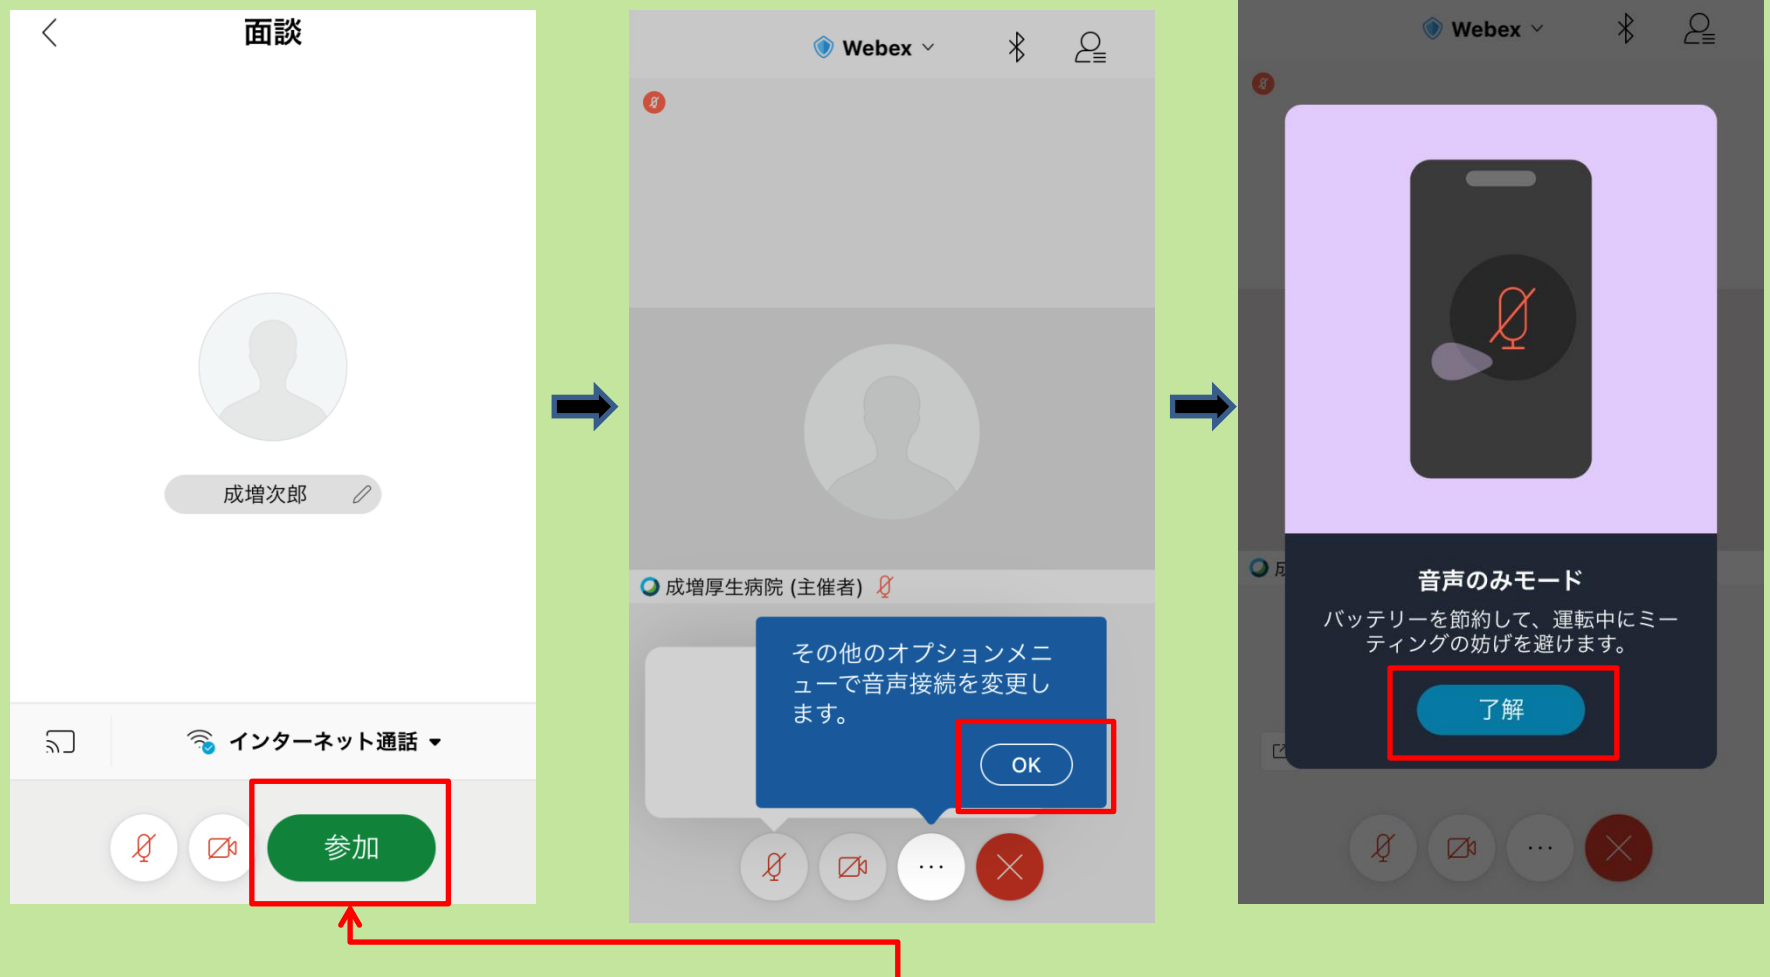 面談
成増次郎
インターネット通話
参加
Webex
成増厚生病院 (主催者)
その他のオプションメニ
ューで音声接続を変更し
ます。
OK
Webex
音声のみモード
バッテリーを節約して、運転中にミー
ティングの妨げを避けます。
了解